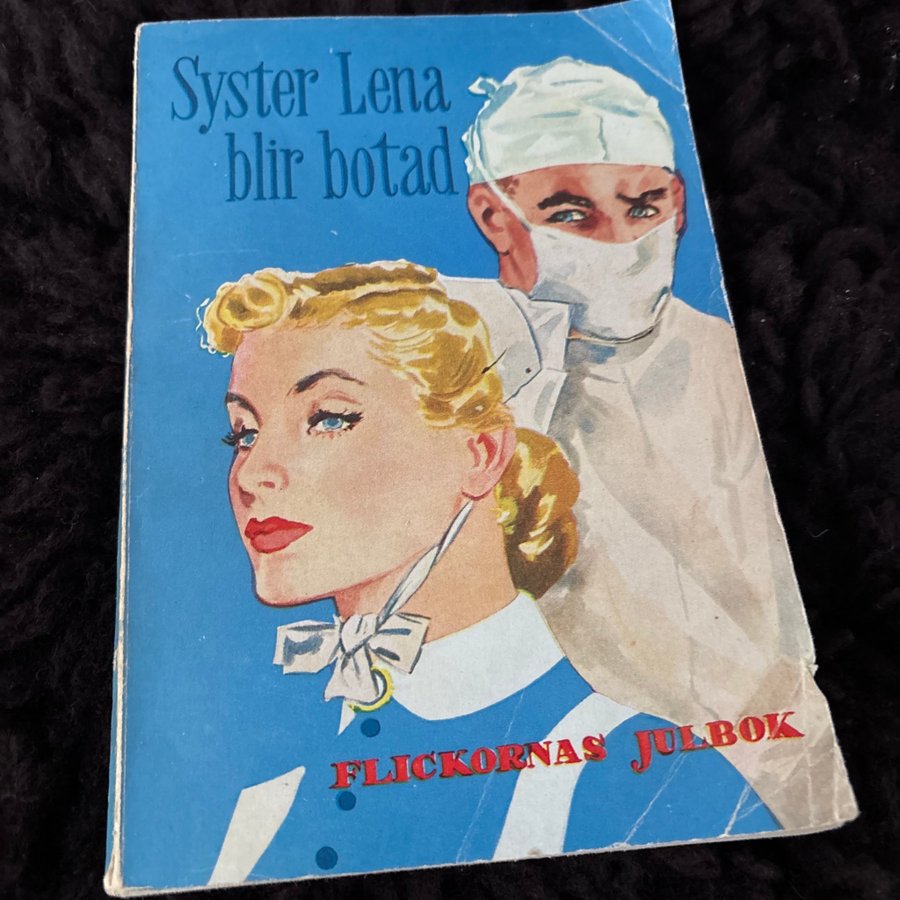 Syster Lena
blir botad
FLICKORNAS JULBOK